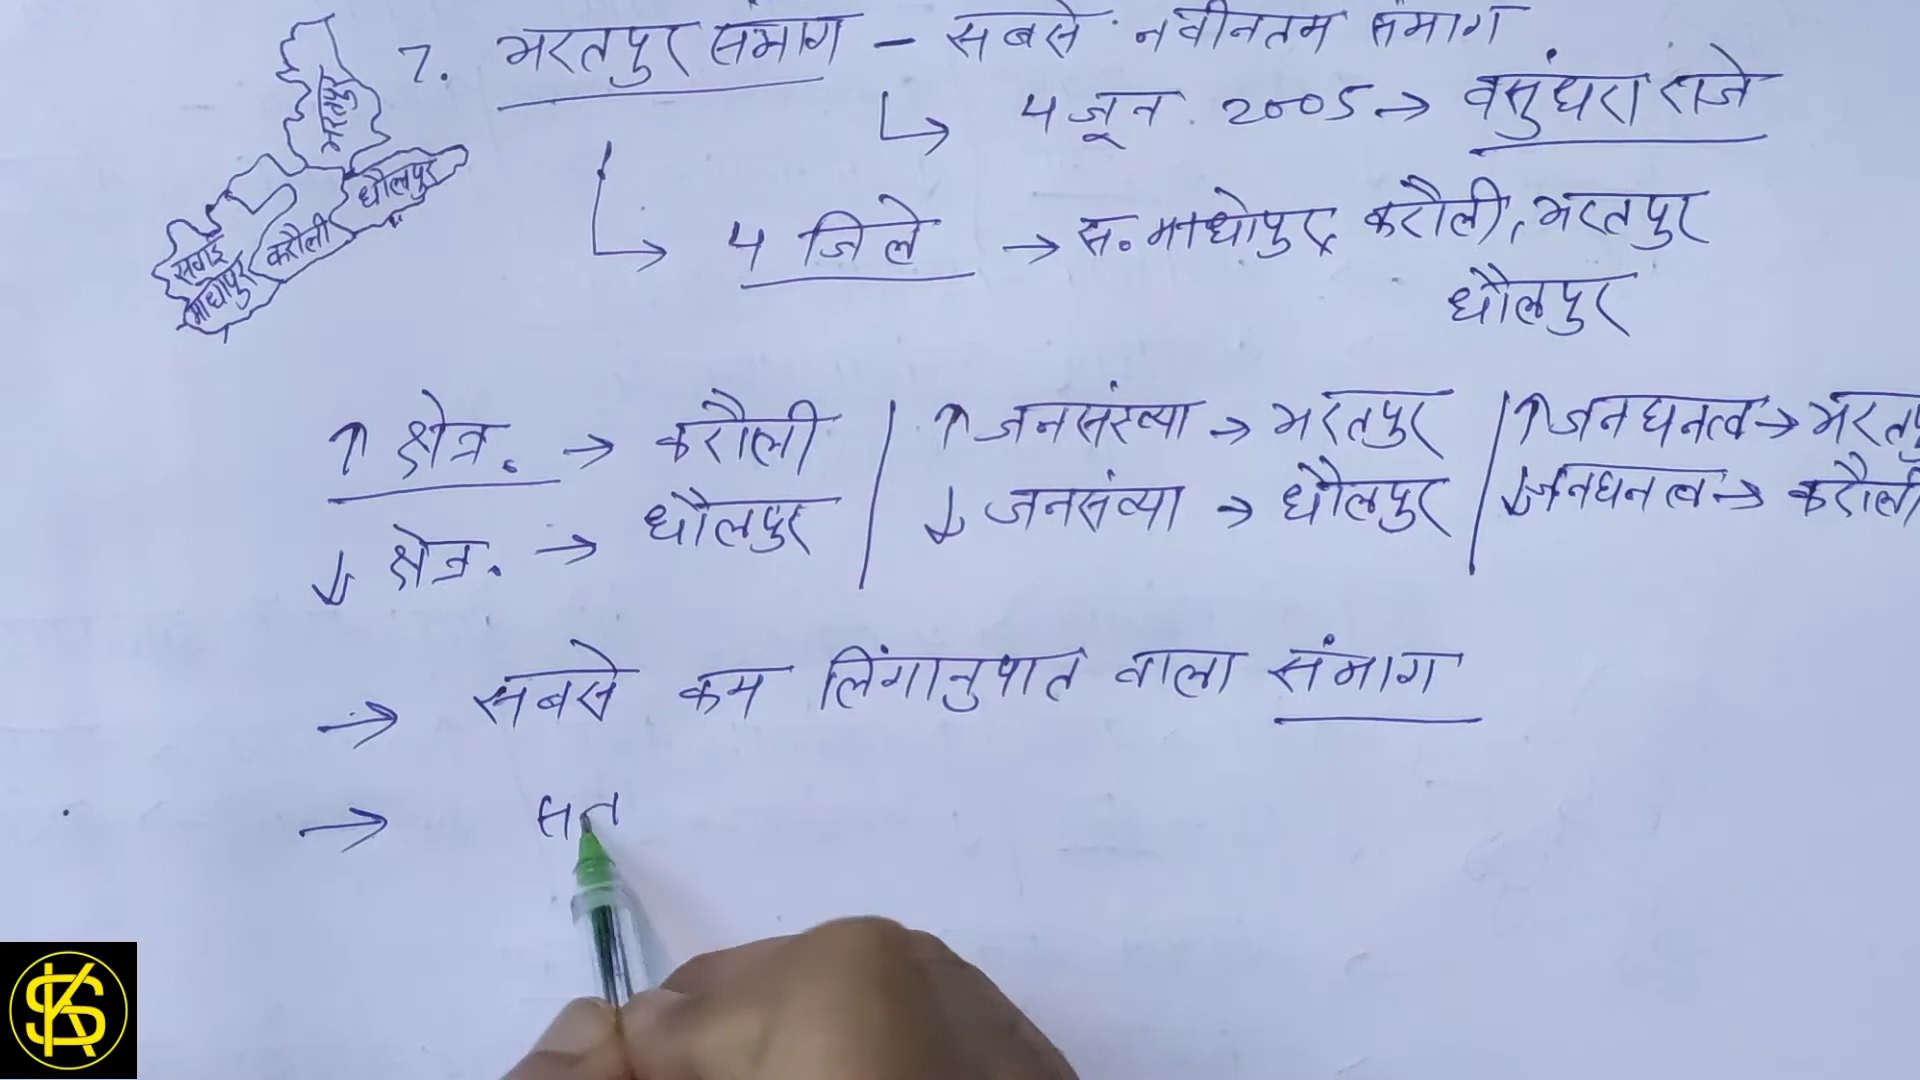 7. भरतपुर संभाग – सबसे नवीनतम संभाग
↳ 4 जून 2005 → वसुंधरा राजे
↳ 4 जिले → स. माधोपुर, करौली, भरतपुर
धौलपुर
भरतपुर
धौलपुर
करौली
सवाई
माधोपुर
↑ क्षेत्र. → करौली | ↑ जनसंख्या → भरतपुर | ↑ जनघनत्व → भरतपु
↓ क्षेत्र. → धौलपुर | ↓ जनसंख्या → धौलपुर | ↓ जनघनत्व → करौली
→ सबसे कम लिंगानुपात वाला संभाग
→